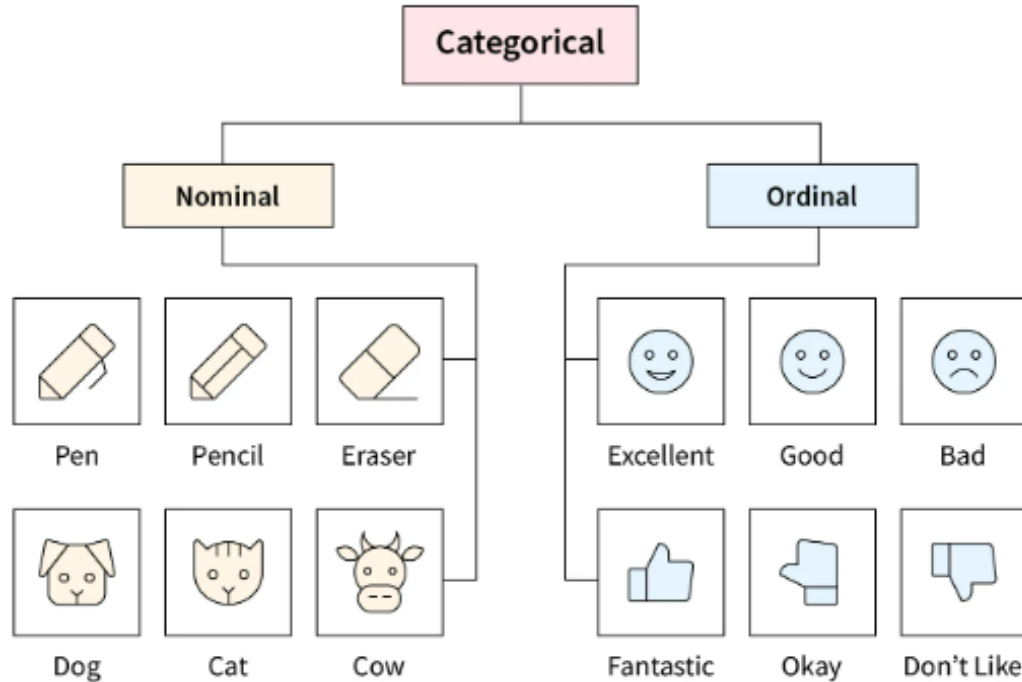 Categorical
Nominal
Ordinal
Pen
Pencil
Eraser
Excellent
Good
Bad
Dog
Cat
Cow
Fantastic
Okay
Don’t Like